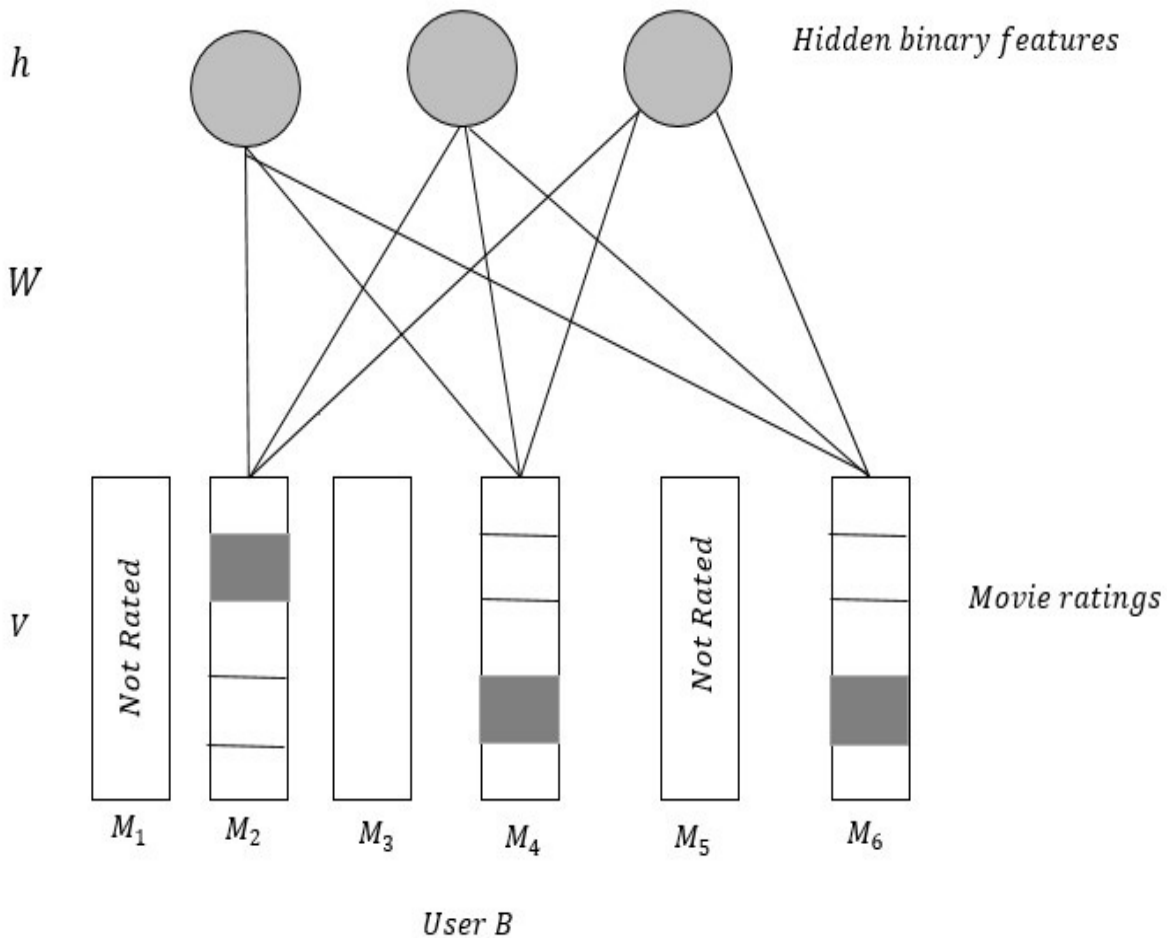 h
Hidden binary features
W
V
Not Rated
Not Rated
Movie ratings
M₁
M₂
M₃
M₄
M₅
M₆
User B